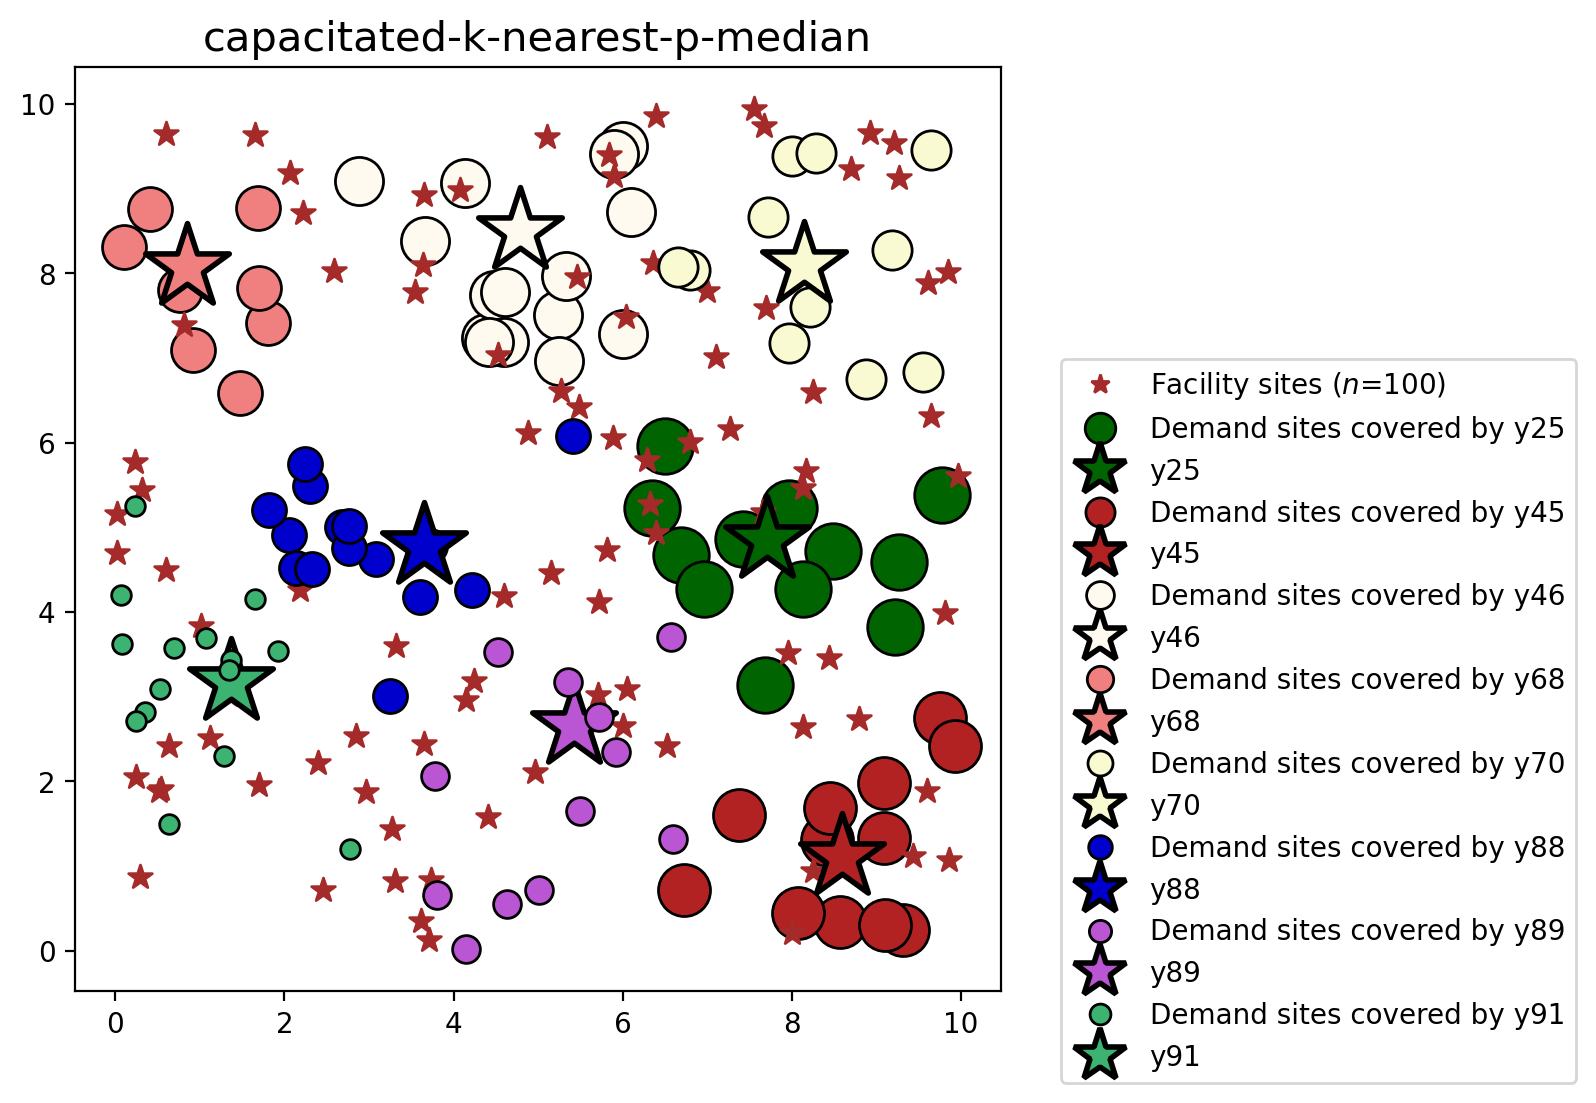 capacitated-k-nearest-p-median
10
8
6
4
2
0
0 2 4 6 8 10
Facility sites (n=100)
Demand sites covered by y25
y25
Demand sites covered by y45
y45
Demand sites covered by y46
y46
Demand sites covered by y68
y68
Demand sites covered by y70
y70
Demand sites covered by y88
y88
Demand sites covered by y89
y89
Demand sites covered by y91
y91